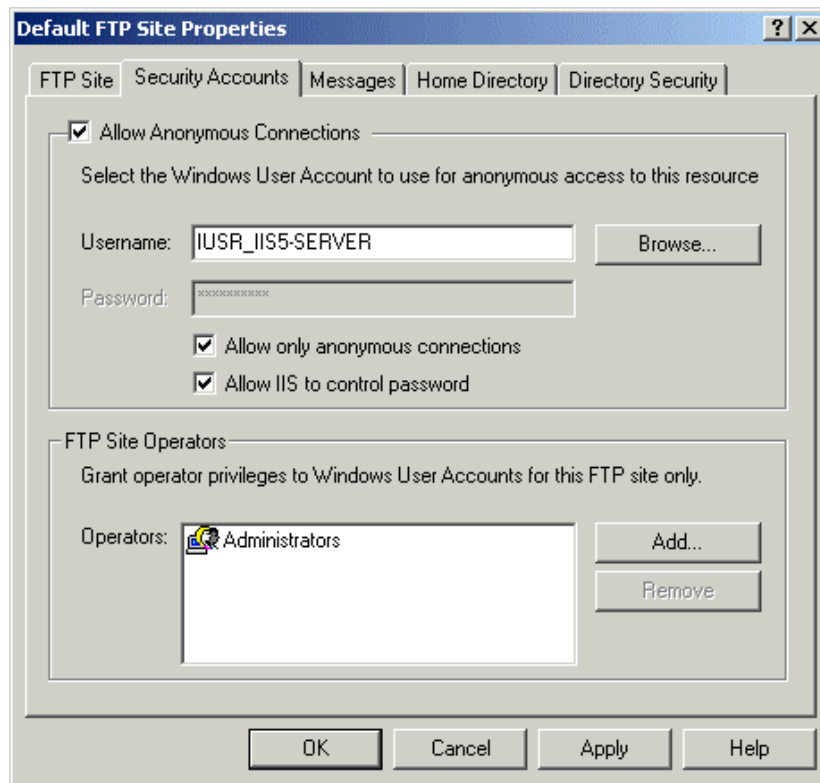 Default FTP Site Properties
FTP Site Security Accounts Messages Home Directory Directory Security
Allow Anonymous Connections
Select the Windows User Account to use for anonymous access to this resource
Username: IUSR_IIS5-SERVER Browse...
Password: **********
Allow only anonymous connections
Allow IIS to control password
FTP Site Operators
Grant operator privileges to Windows User Accounts for this FTP site only.
Operators: Administrators Add...
Remove
OK Cancel Apply Help